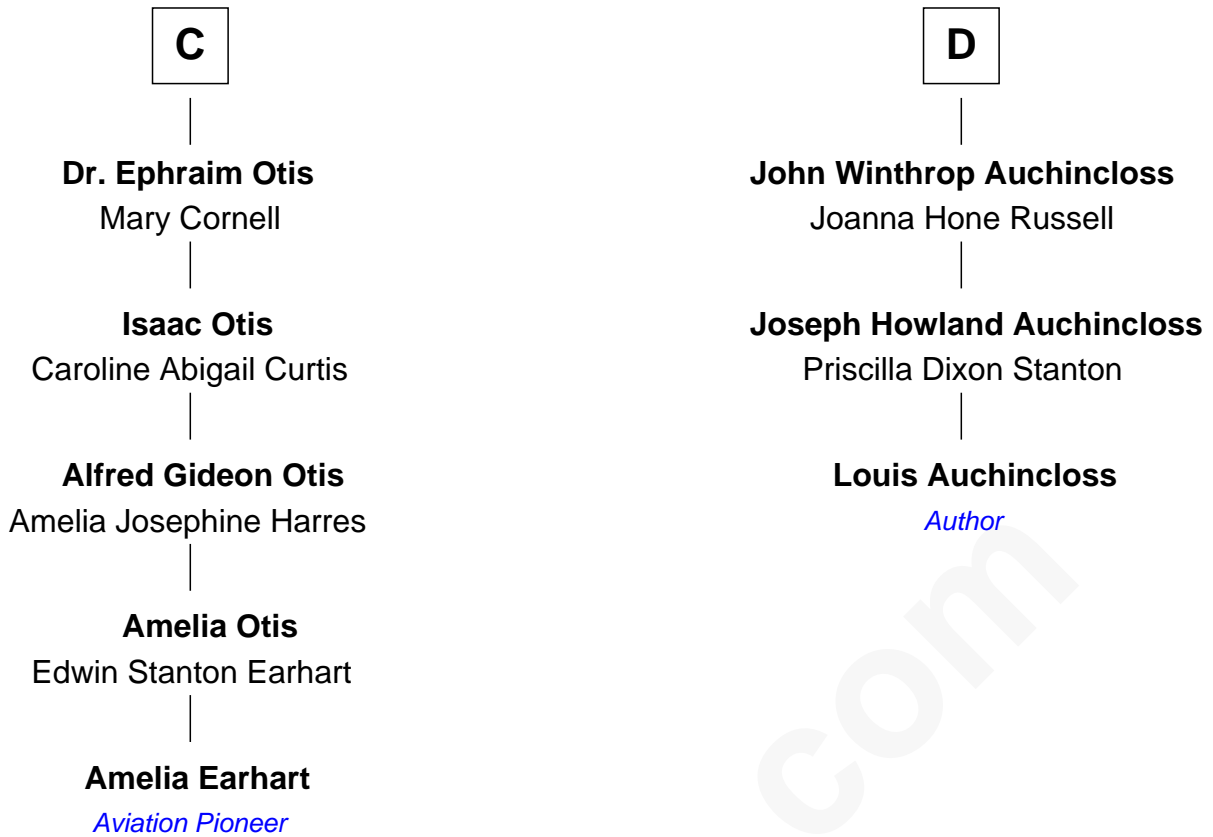 C
Dr. Ephraim Otis
Mary Cornell
Isaac Otis
Caroline Abigail Curtis
Alfred Gideon Otis
Amelia Josephine Harres
Amelia Otis
Edwin Stanton Earhart
Amelia Earhart
Aviation Pioneer
D
John Winthrop Auchincloss
Joanna Hone Russell
Joseph Howland Auchincloss
Priscilla Dixon Stanton
Louis Auchincloss
Author
com